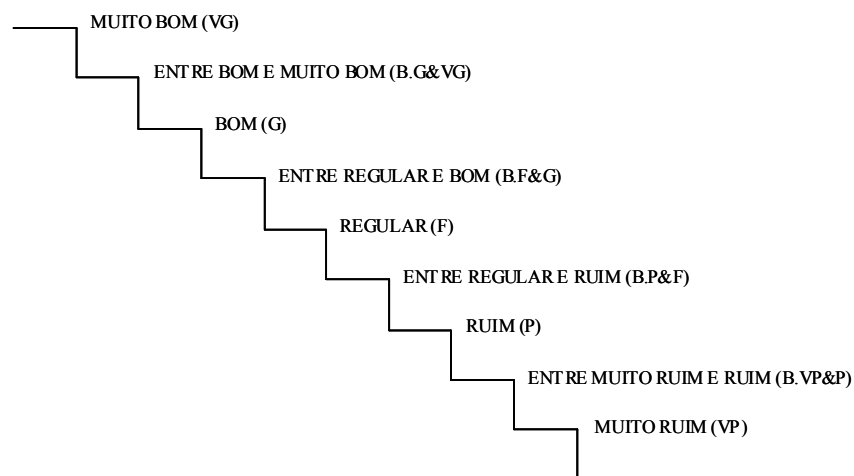 MUITO BOM (VG)
ENTRE BOM E MUITO BOM (B.G&VG)
BOM (G)
ENTRE REGULAR E BOM (B.F&G)
REGULAR (F)
ENTRE REGULAR E RUIM (B.P&F)
RUIM (P)
ENTRE MUITO RUIM E RUIM (B.VP&P)
MUITO RUIM (VP)